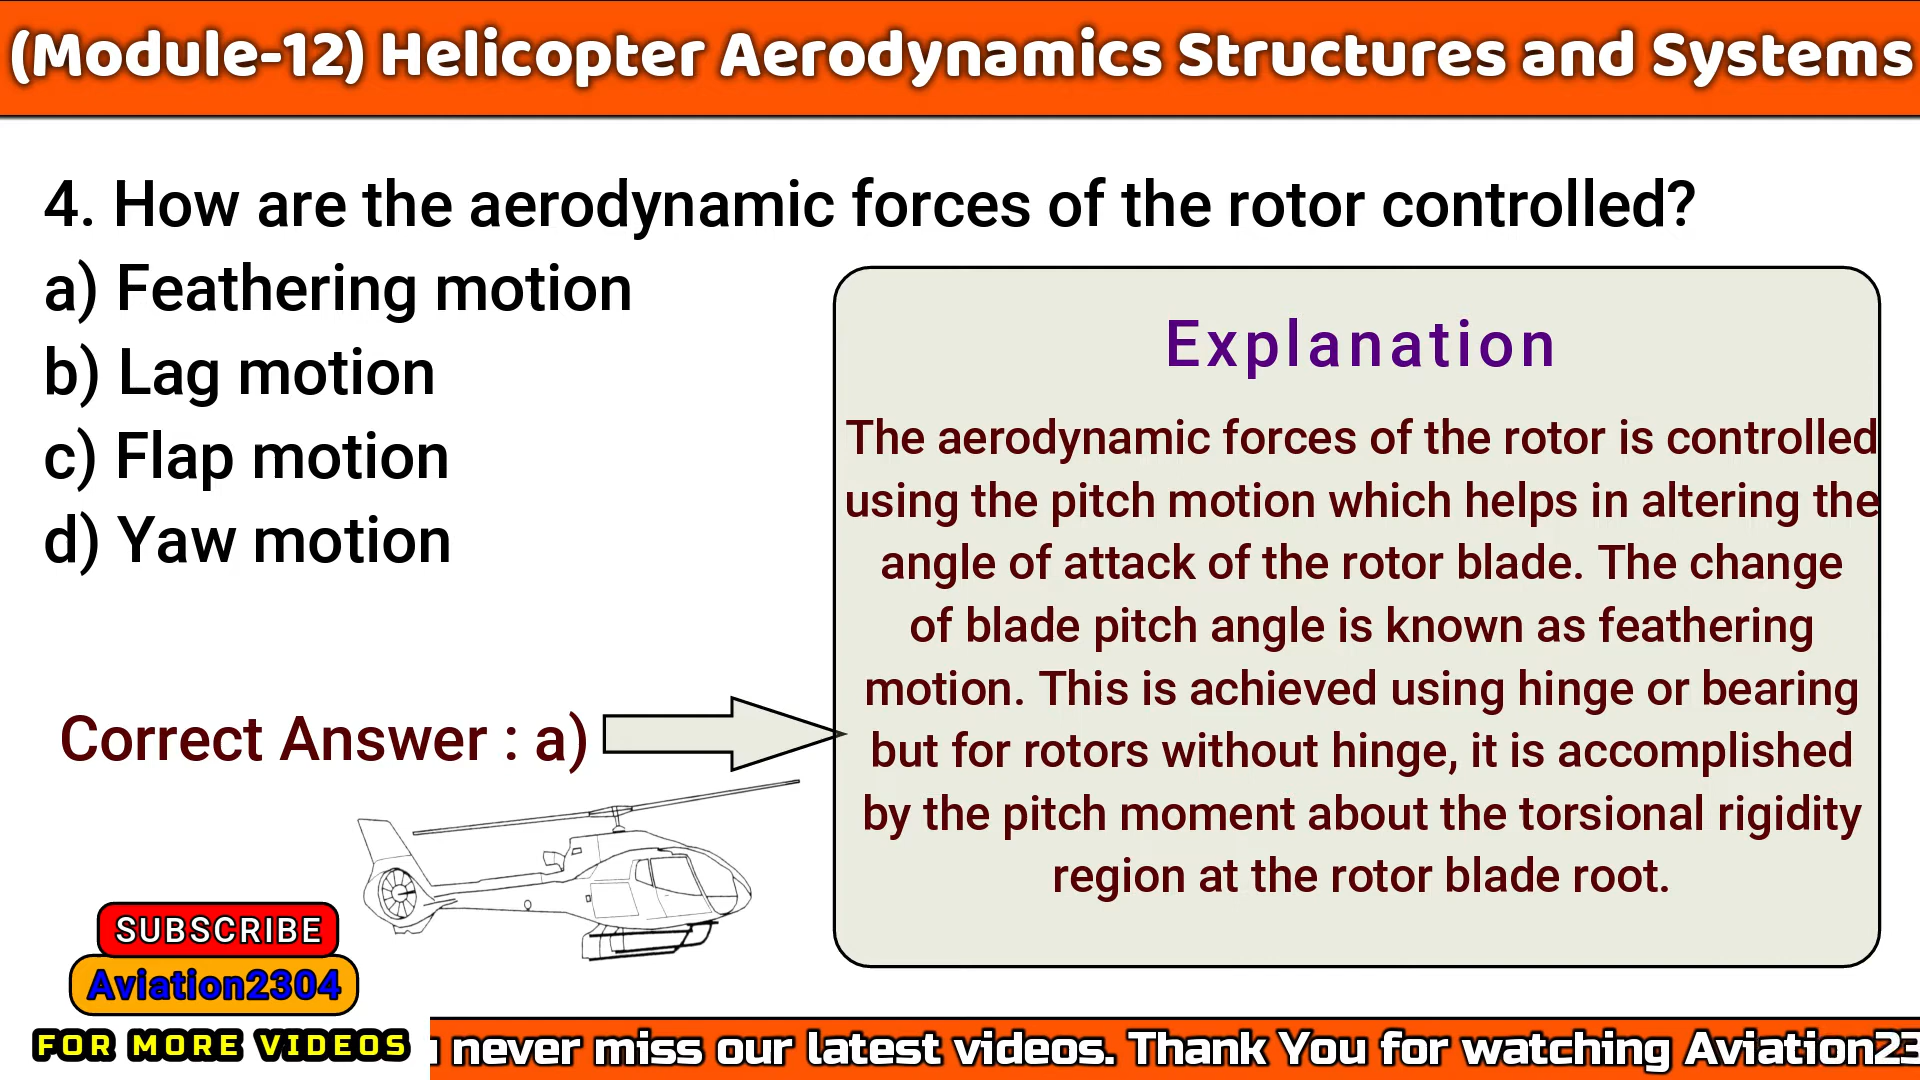 (Module-12) Helicopter Aerodynamics Structures and Systems
4. How are the aerodynamic forces of the rotor controlled?
a) Feathering motion
b) Lag motion
c) Flap motion
d) Yaw motion
Correct Answer : a)
Explanation
The aerodynamic forces of the rotor is controlled
using the pitch motion which helps in altering the
angle of attack of the rotor blade. The change
of blade pitch angle is known as feathering
motion. This is achieved using hinge or bearing
but for rotors without hinge, it is accomplished
by the pitch moment about the torsional rigidity
region at the rotor blade root.
SUBSCRIBE
Aviation2304
FOR MORE VIDEOS
never miss our latest videos. Thank You for watching Aviation23